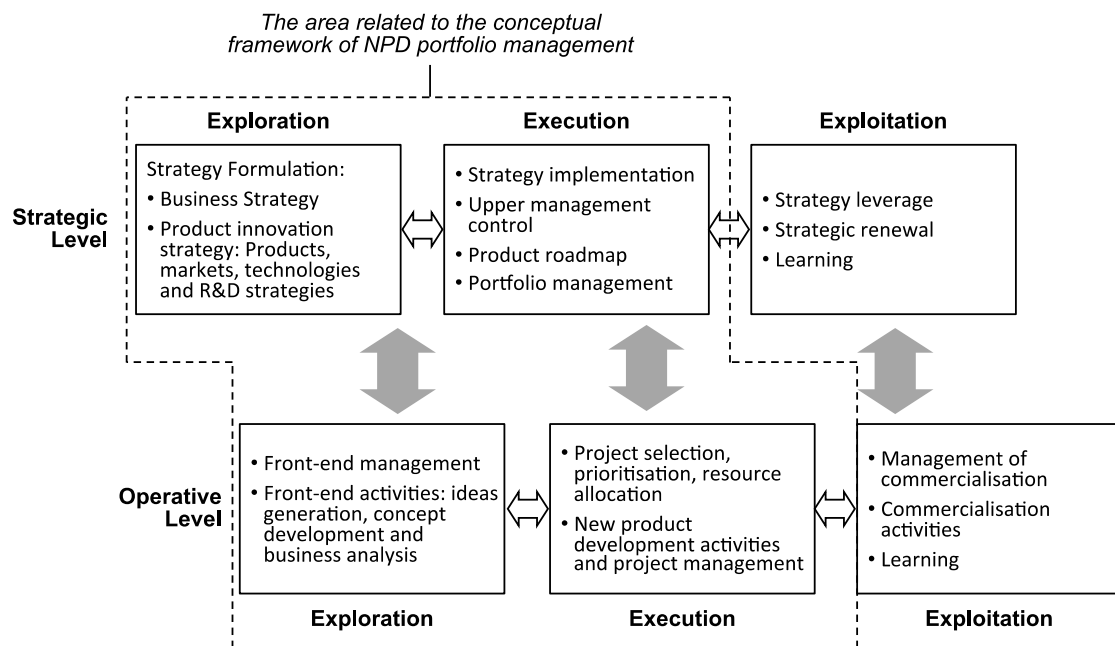 The area related to the conceptual
framework of NPD portfolio management
Exploration
Execution
Exploitation
Strategic
Level
Strategy Formulation:
• Business Strategy
• Product innovation
strategy: Products,
markets, technologies
and R&D strategies
• Strategy implementation
• Upper management
control
• Product roadmap
• Portfolio management
• Strategy leverage
• Strategic renewal
• Learning
Operative
Level
• Front-end management
• Front-end activities: ideas
generation, concept
development and
business analysis
• Project selection,
prioritisation, resource
allocation
• New product
development activities
and project management
• Management of
commercialisation
• Commercialisation
activities
• Learning
Exploration
Execution
Exploitation